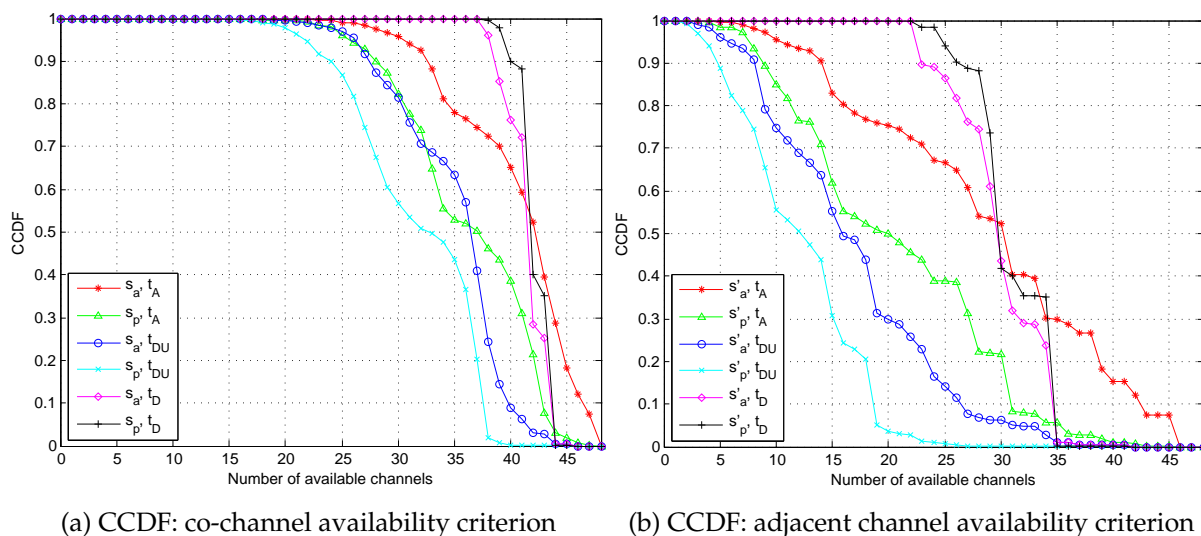 1
0.9
0.8
0.7
0.6
0.5
0.4
0.3
0.2
0.1
0
CCDF
0 5 10 15 20 25 30 35 40 45
Number of available channels
s_a, t_A
s_p, t_A
s_a, t_DU
s_p, t_DU
s_a, t_D
s_p, t_D
(a) CCDF: co-channel availability criterion
1
0.9
0.8
0.7
0.6
0.5
0.4
0.3
0.2
0.1
0
CCDF
0 5 10 15 20 25 30 35 40 45
Number of available channels
s'_a, t_A
s'_p, t_A
s'_a, t_DU
s'_p, t_DU
s'_a, t_D
s'_p, t_D
(b) CCDF: adjacent channel availability criterion